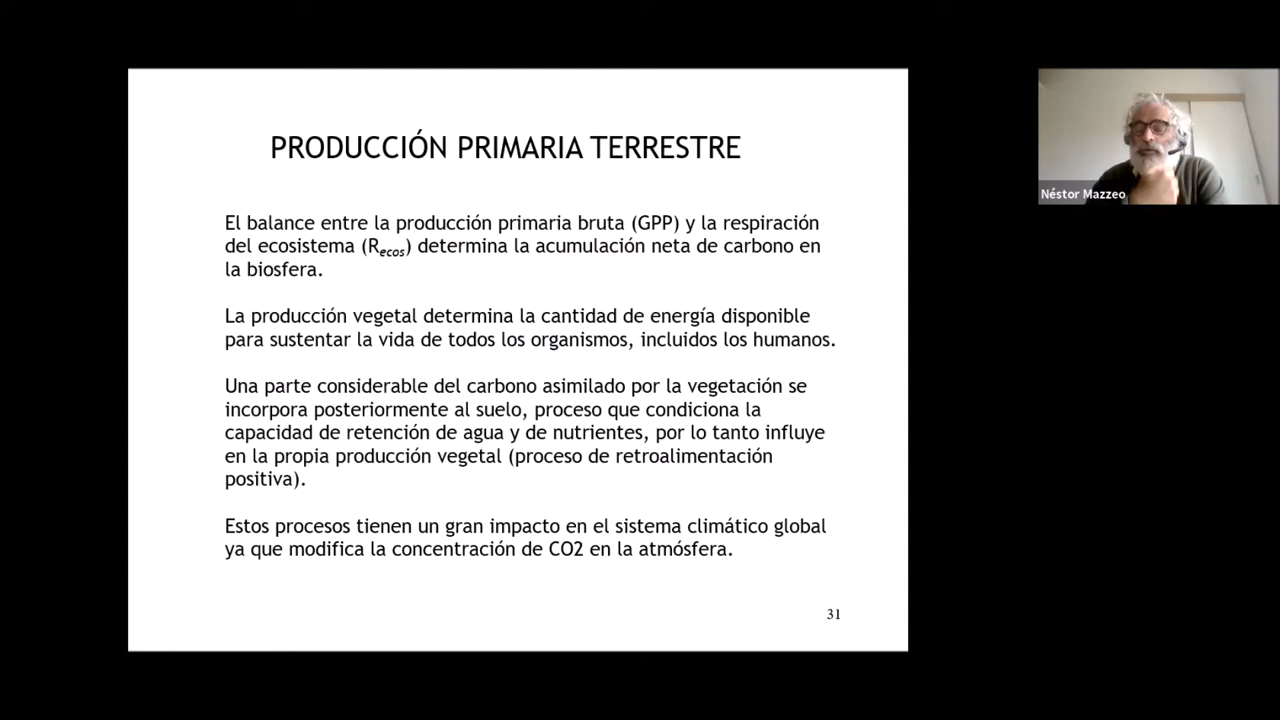 PRODUCCIÓN PRIMARIA TERRESTRE
El balance entre la producción primaria bruta (GPP) y la respiración
del ecosistema (Recos) determina la acumulación neta de carbono en
la biosfera.
La producción vegetal determina la cantidad de energía disponible
para sustentar la vida de todos los organismos, incluidos los humanos.
Una parte considerable del carbono asimilado por la vegetación se
incorpora posteriormente al suelo, proceso que condiciona la
capacidad de retención de agua y de nutrientes, por lo tanto influye
en la propia producción vegetal (proceso de retroalimentación
positiva).
Estos procesos tienen un gran impacto en el sistema climático global
ya que modifica la concentración de CO2 en la atmósfera.
31
Néstor Mazzeo